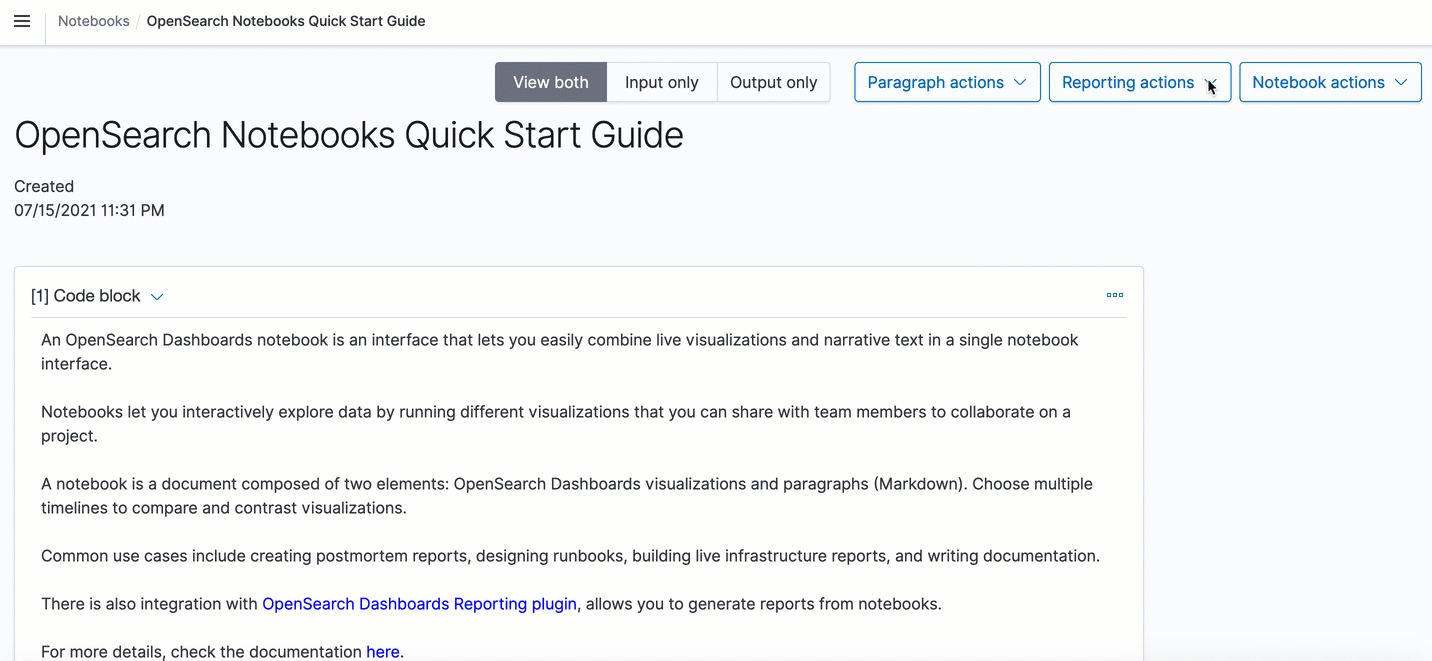 Notebooks / OpenSearch Notebooks Quick Start Guide
View both Input only Output only Paragraph actions Reporting actions Notebook actions
OpenSearch Notebooks Quick Start Guide
Created
07/15/2021 11:31 PM
[1] Code block
An OpenSearch Dashboards notebook is an interface that lets you easily combine live visualizations and narrative text in a single notebook
interface.
Notebooks let you interactively explore data by running different visualizations that you can share with team members to collaborate on a
project.
A notebook is a document composed of two elements: OpenSearch Dashboards visualizations and paragraphs (Markdown). Choose multiple
timelines to compare and contrast visualizations.
Common use cases include creating postmortem reports, designing runbooks, building live infrastructure reports, and writing documentation.
There is also integration with OpenSearch Dashboards Reporting plugin, allows you to generate reports from notebooks.
For more details, check the documentation here.